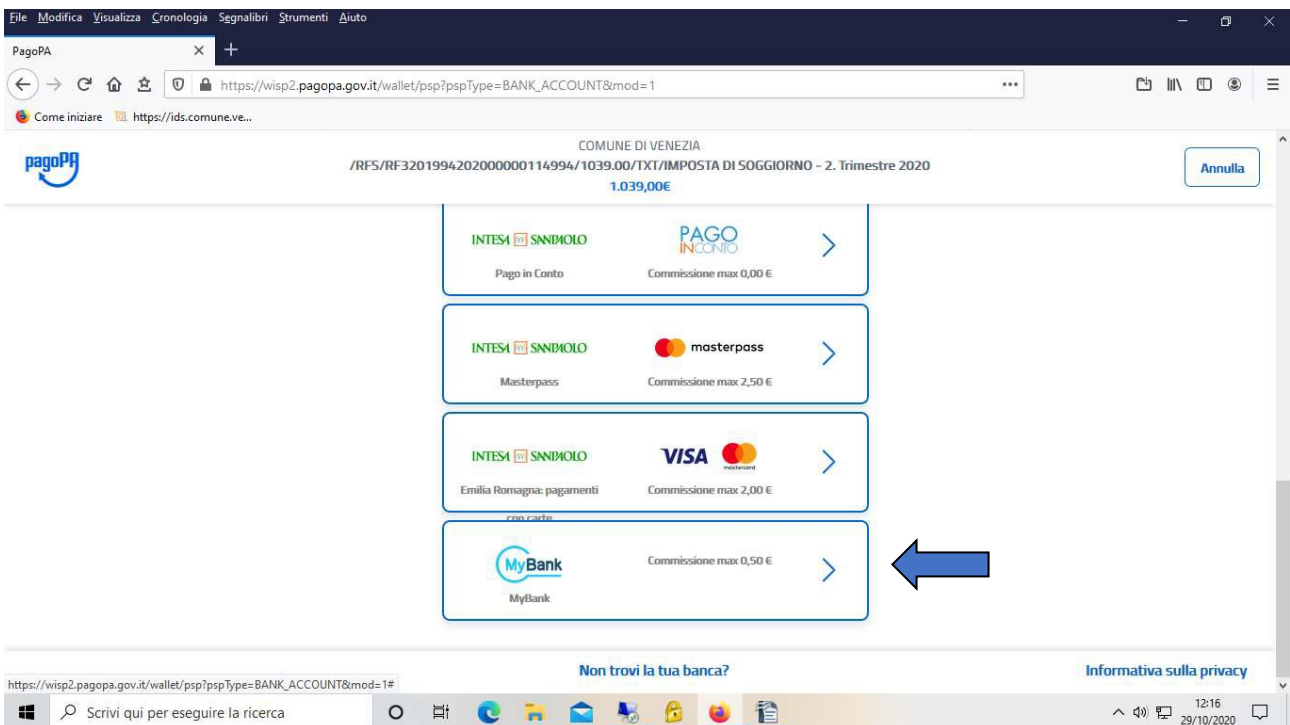 File Modifica Visualizza Cronologia Segnalibri Strumenti Aiuto
PagoPA
https://wisp2.pagopa.gov.it/wallet/psp?pspType=BANK_ACCOUNT&mod=1
Come iniziare https://ids.comune.ve...
pagoPA
COMUNE DI VENEZIA
/RFS/RF32019942020000000114994/1039.00/TXT/IMPOSTA DI SOGGIORNO - 2. Trimestre 2020
1.039,00€
Annulla
INTESA SANPAOLO PAGO INCONTO
Pago in Conto Commissione max 0,00 €
INTESA SANPAOLO masterpass
Masterpass Commissione max 2,50 €
INTESA SANPAOLO VISA mastercard
Emilia Romagna: pagamenti Commissione max 2,00 €
con carte
MyBank Commissione max 0,50 €
MyBank
Non trovi la tua banca? Informativa sulla privacy
https://wisp2.pagopa.gov.it/wallet/psp?pspType=BANK_ACCOUNT&mod=1#
Scrivi qui per eseguire la ricerca 12:16
29/10/2020